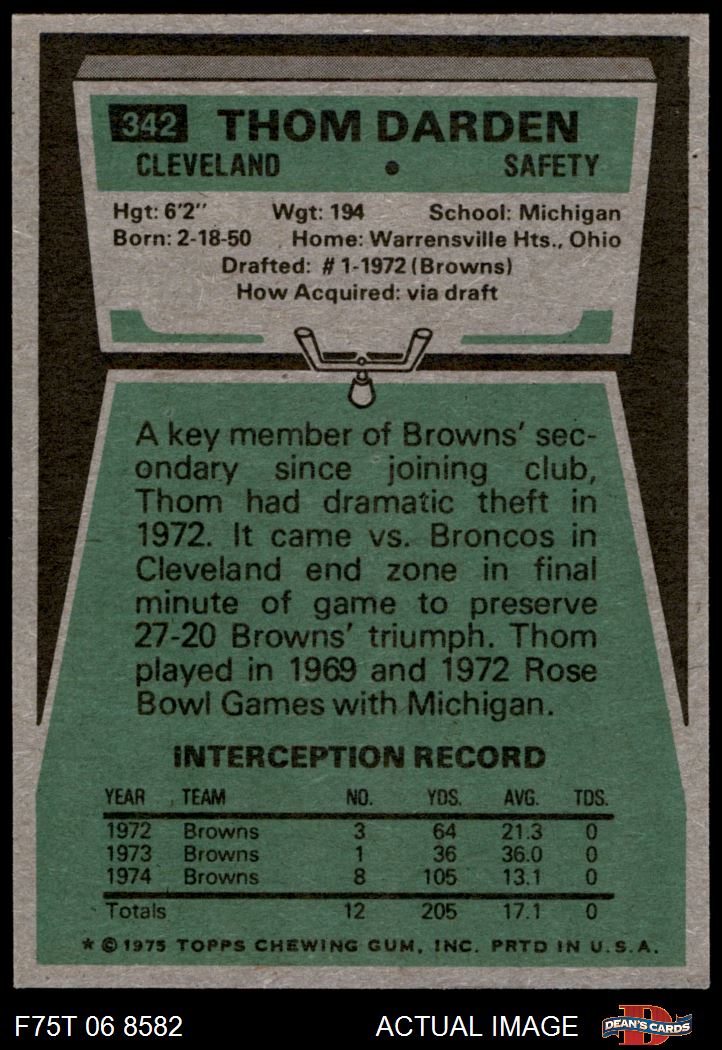 342 THOM DARDEN
CLEVELAND • SAFETY
Hgt: 6'2" Wgt: 194 School: Michigan
Born: 2-18-50 Home: Warrensville Hts., Ohio
Drafted: #1-1972 (Browns)
How Acquired: via draft
A key member of Browns' sec-
ondary since joining club,
Thom had dramatic theft in
1972. It came vs. Broncos in
Cleveland end zone in final
minute of game to preserve
27-20 Browns' triumph. Thom
played in 1969 and 1972 Rose
Bowl Games with Michigan.
INTERCEPTION RECORD
YEAR TEAM NO. YDS. AVG. TDS.
1972 Browns 3 64 21.3 0
1973 Browns 1 36 36.0 0
1974 Browns 8 105 13.1 0
Totals 12 205 17.1 0
* © 1975 TOPPS CHEWING GUM, INC. PRTD IN U.S.A.
F75T 06 8582 ACTUAL IMAGE D DEAN'S CARDS